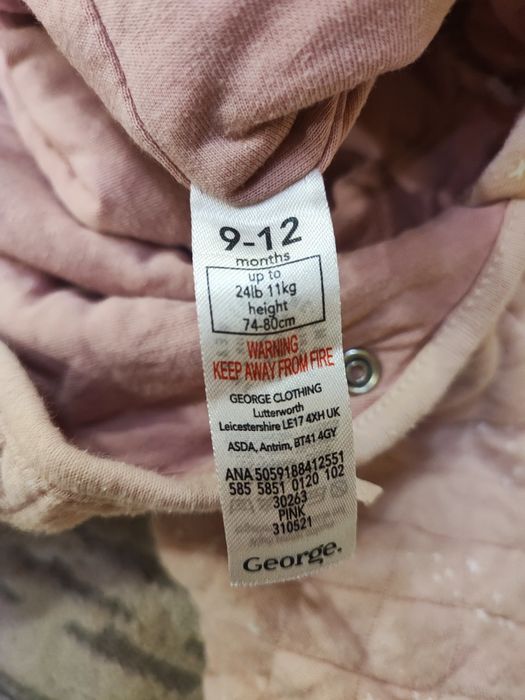 9-12
months
up to
24lb 11kg
height
74-80cm
WARNING
KEEP AWAY FROM FIRE
GEORGE CLOTHING
Lutterworth
Leicestershire LE17 4XH UK
ASDA, Antrim, BT41 4GY
ANA 5059188412551
585 5851 0120 102
30263
PINK
310521
George.